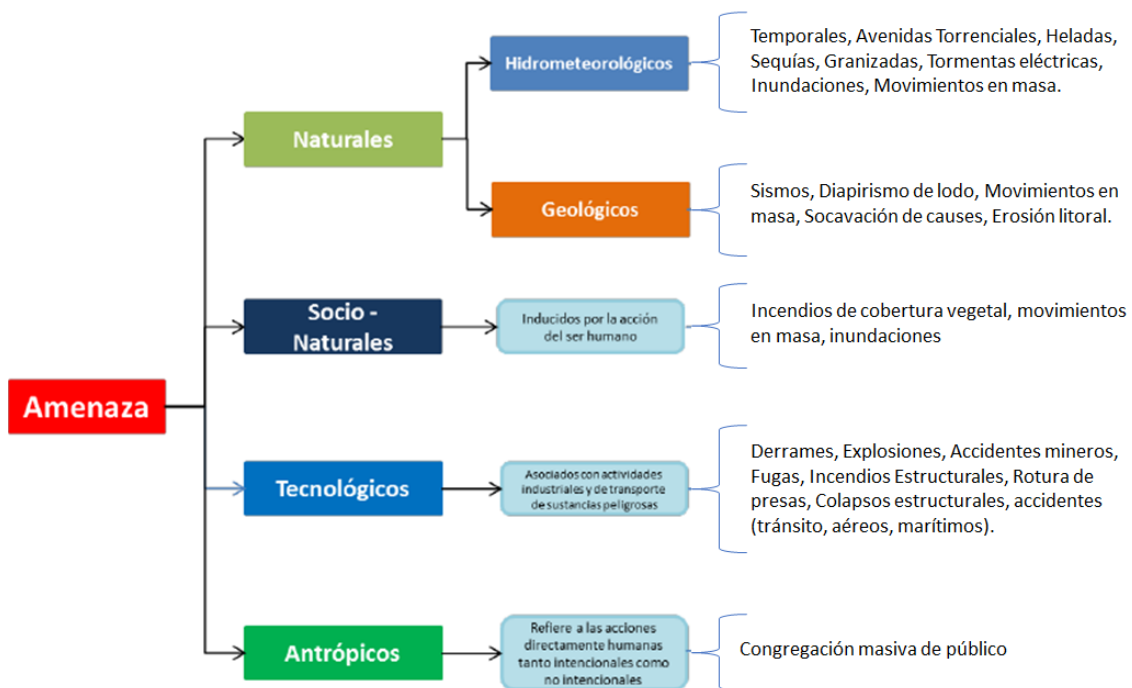 Amenaza
Naturales
Hidrometeorológicos
Temporales, Avenidas Torrenciales, Heladas,
Sequías, Granizadas, Tormentas eléctricas,
Inundaciones, Movimientos en masa.
Geológicos
Sismos, Diapirismo de lodo, Movimientos en
masa, Socavación de causes, Erosión litoral.
Socio -
Naturales
Inducidos por la acción
del ser humano
Incendios de cobertura vegetal, movimientos
en masa, inundaciones
Tecnológicos
Asociados con actividades
industriales y de transporte
de sustancias peligrosas
Derrames, Explosiones, Accidentes mineros,
Fugas, Incendios Estructurales, Rotura de
presas, Colapsos estructurales, accidentes
(tránsito, aéreos, marítimos).
Antrópicos
Refiere a las acciones
directamente humanas
tanto intencionales como
no intencionales
Congregación masiva de público